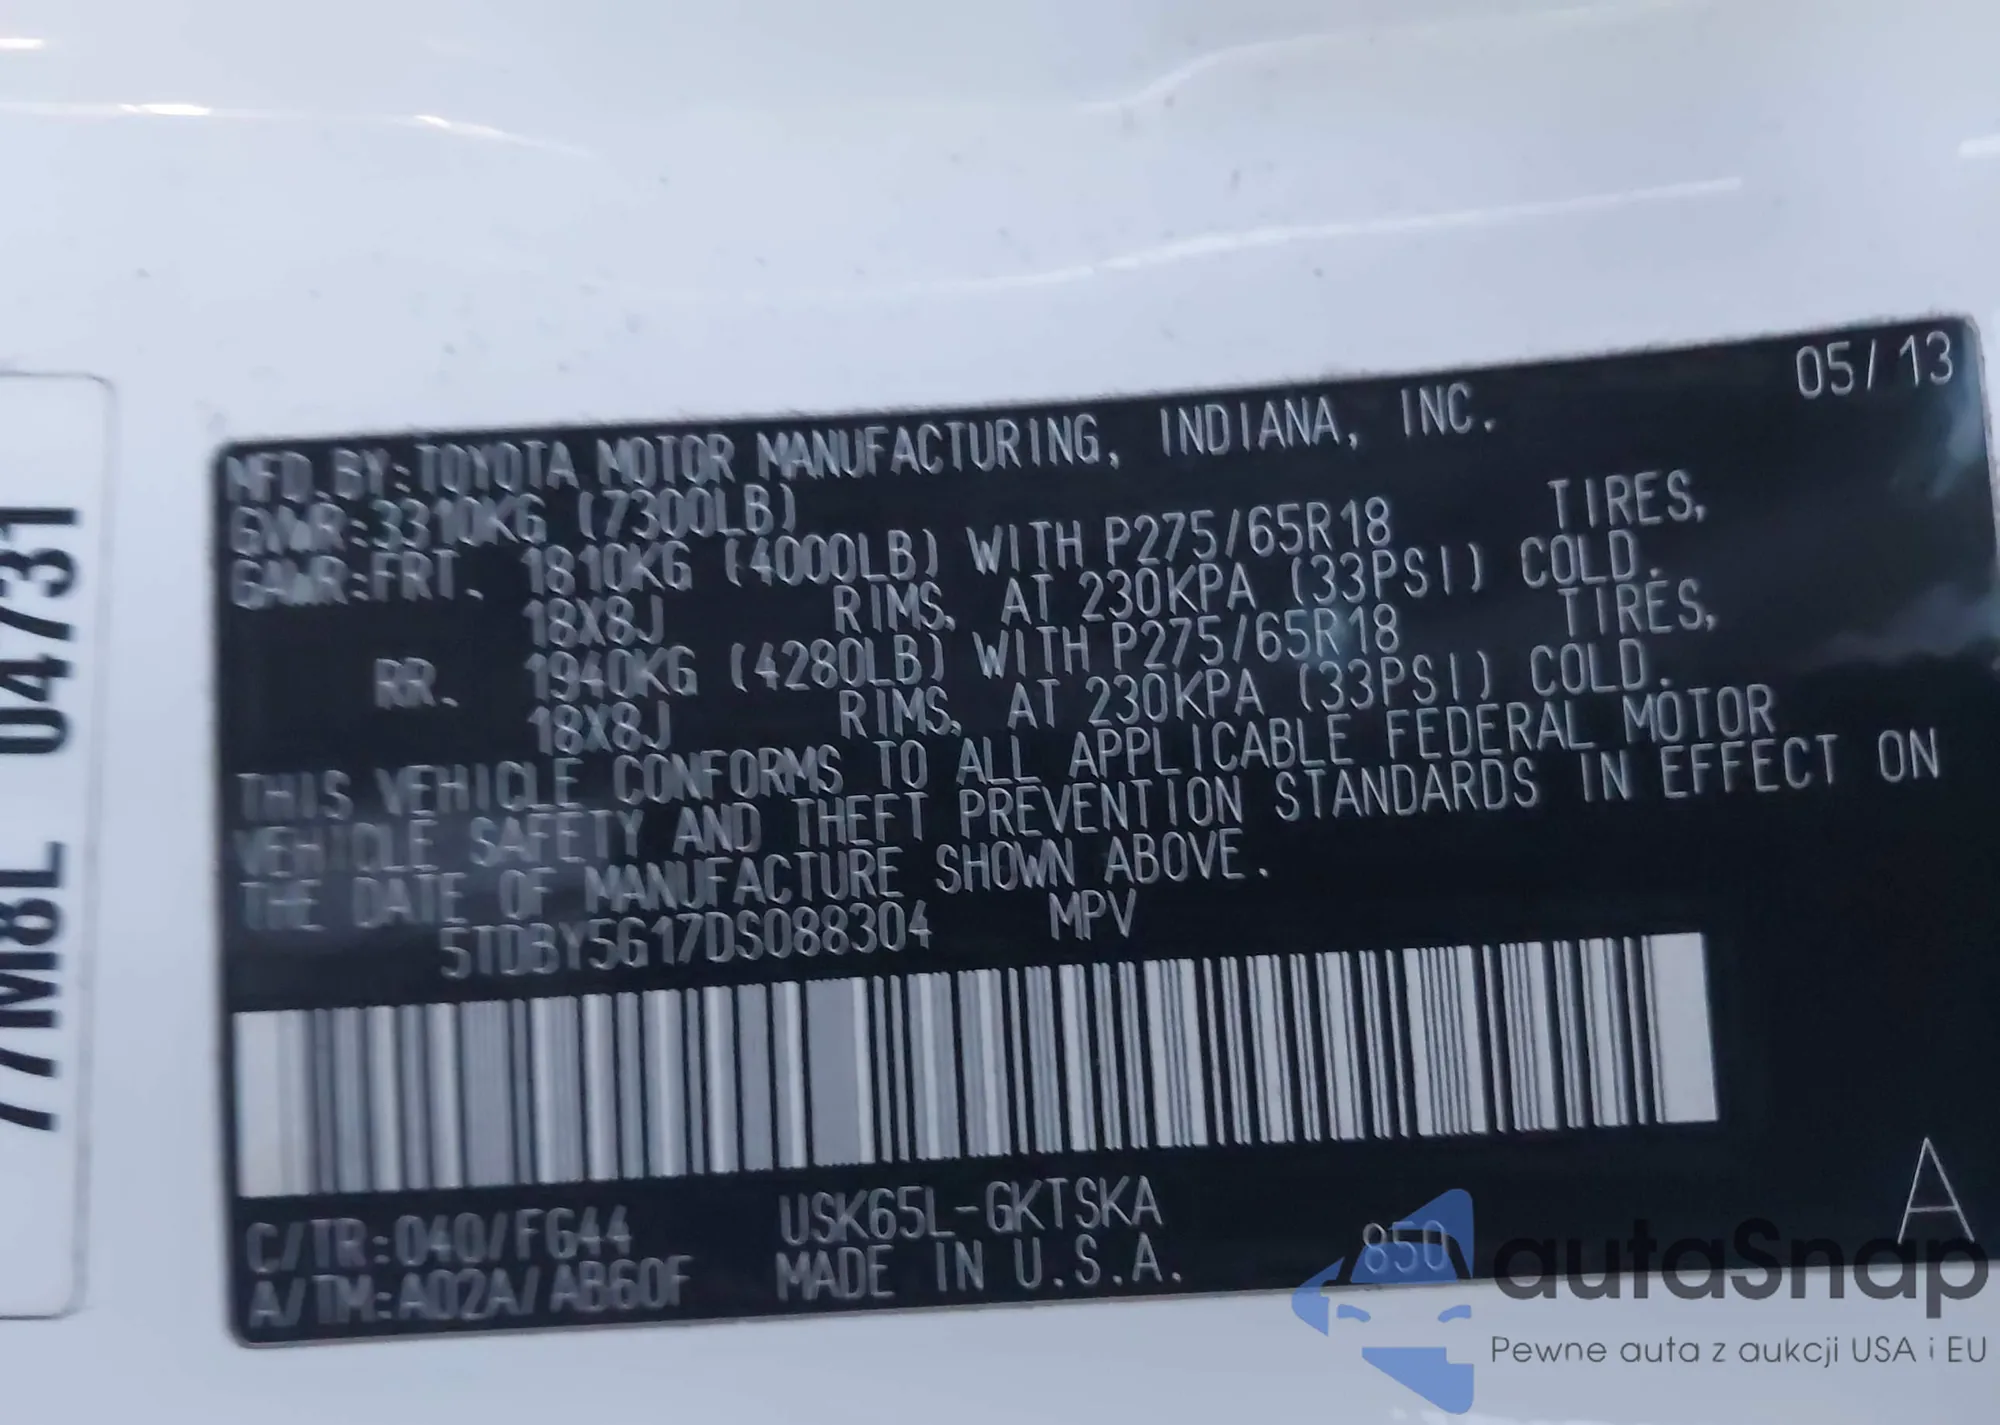 05/13
MFD.BY:TOYOTA MOTOR MANUFACTURING, INDIANA, INC.
GVWR:3310KG (7300LB)
GAWR:FRT. 1810KG (4000LB) WITH P275/65R18 TIRES,
18X8J RIMS, AT 230KPA (33PSI) COLD.
RR. 1940KG (4280LB) WITH P275/65R18 TIRES,
18X8J RIMS, AT 230KPA (33PSI) COLD.
THIS VEHICLE CONFORMS TO ALL APPLICABLE FEDERAL MOTOR
VEHICLE SAFETY AND THEFT PREVENTION STANDARDS IN EFFECT ON
THE DATE OF MANUFACTURE SHOWN ABOVE.
5TDBY5G17DS088304 MPV
C/TR:040/FG44 USK65L-GKTSKA
A/TM:A02A/AB60F MADE IN U.S.A. 850 A
77M8L 04731
autaSnap
Pewne auta z aukcji USA i EU